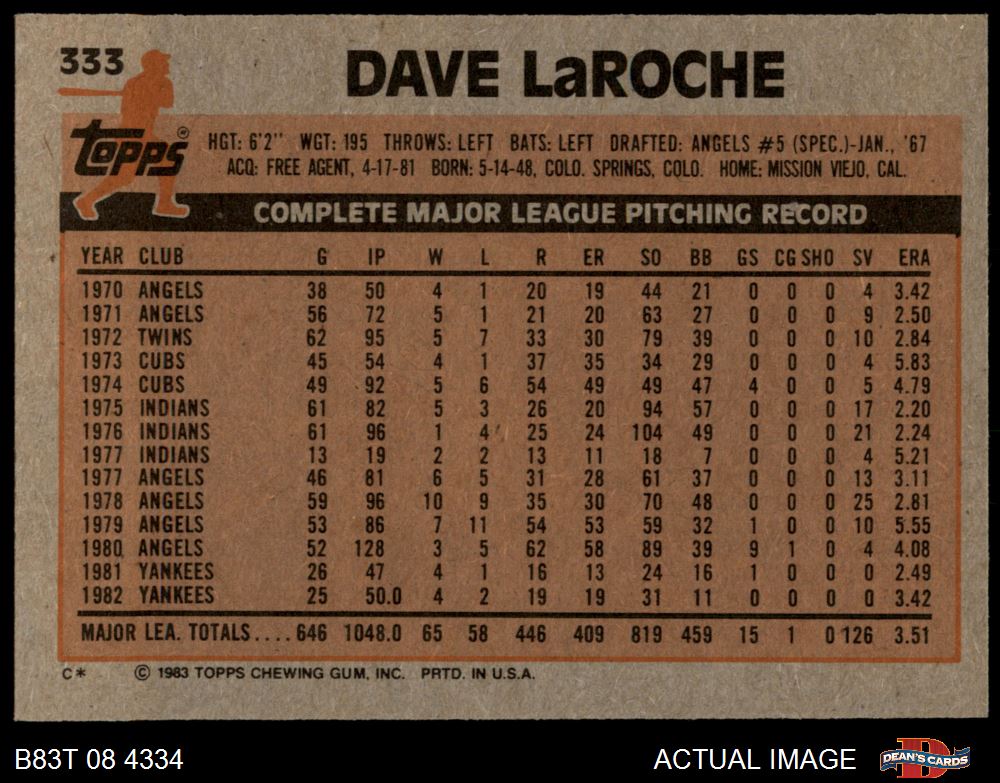 333 DAVE LaROCHE
Topps®
HGT: 6'2" WGT: 195 THROWS: LEFT BATS: LEFT DRAFTED: ANGELS #5 (SPEC.)-JAN., '67
ACQ: FREE AGENT, 4-17-81 BORN: 5-14-48, COLO. SPRINGS, COLO. HOME: MISSION VIEJO, CAL.
COMPLETE MAJOR LEAGUE PITCHING RECORD
YEAR CLUB G IP W L R ER SO BB GS CG SHO SV ERA
1970 ANGELS 38 50 4 1 20 19 44 21 0 0 0 4 3.42
1971 ANGELS 56 72 5 1 21 20 63 27 0 0 0 9 2.50
1972 TWINS 62 95 5 7 33 30 79 39 0 0 0 10 2.84
1973 CUBS 45 54 4 1 37 35 34 29 0 0 0 4 5.83
1974 CUBS 49 92 5 6 54 49 49 47 4 0 0 5 4.79
1975 INDIANS 61 82 5 3 26 20 94 57 0 0 0 17 2.20
1976 INDIANS 61 96 1 4 25 24 104 49 0 0 0 21 2.24
1977 INDIANS 13 19 2 2 13 11 18 7 0 0 0 4 5.21
1977 ANGELS 46 81 6 5 31 28 61 37 0 0 0 13 3.11
1978 ANGELS 59 96 10 9 35 30 70 48 0 0 0 25 2.81
1979 ANGELS 53 86 7 11 54 53 59 32 1 0 0 10 5.55
1980 ANGELS 52 128 3 5 62 58 89 39 9 1 0 4 4.08
1981 YANKEES 26 47 4 1 16 13 24 16 1 0 0 0 2.49
1982 YANKEES 25 50.0 4 2 19 19 31 11 0 0 0 0 3.42
MAJOR LEA. TOTALS.... 646 1048.0 65 58 446 409 819 459 15 1 0 126 3.51
C* © 1983 TOPPS CHEWING GUM, INC. PRTD. IN U.S.A.
B83T 08 4334 ACTUAL IMAGE DEAN'S CARDS